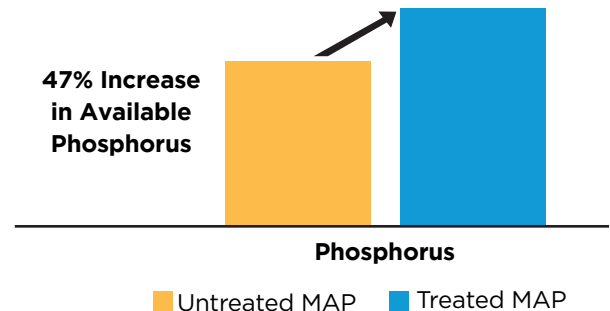 47% Increase
in Available
Phosphorus
Phosphorus
Untreated MAP Treated MAP